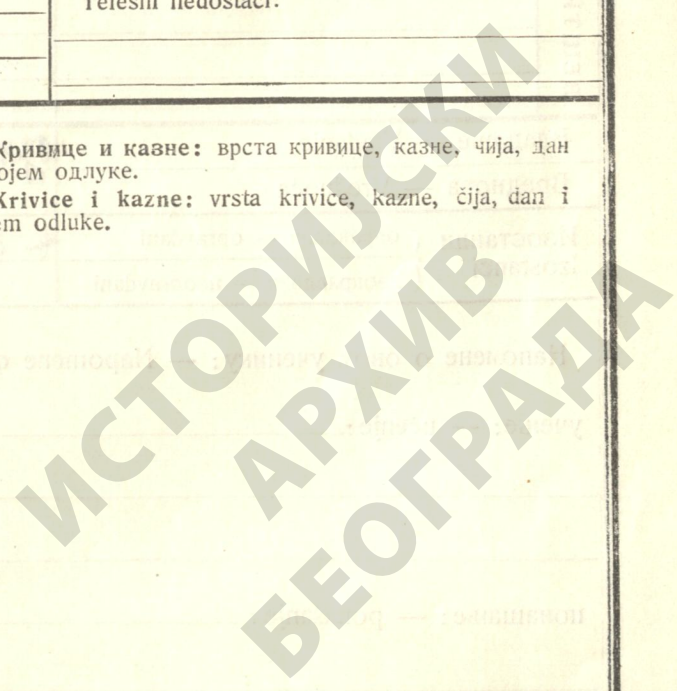 Telesni nedostaci:
Кривице и казне: врста кривице, казне, чија, дан
ојем одлуке.
Krivice i kazne: vrsta krivice, kazne, čija, dan i
em odluke.
ИСТОРИЈСКИ
АРХИВ
БЕОГРАДА